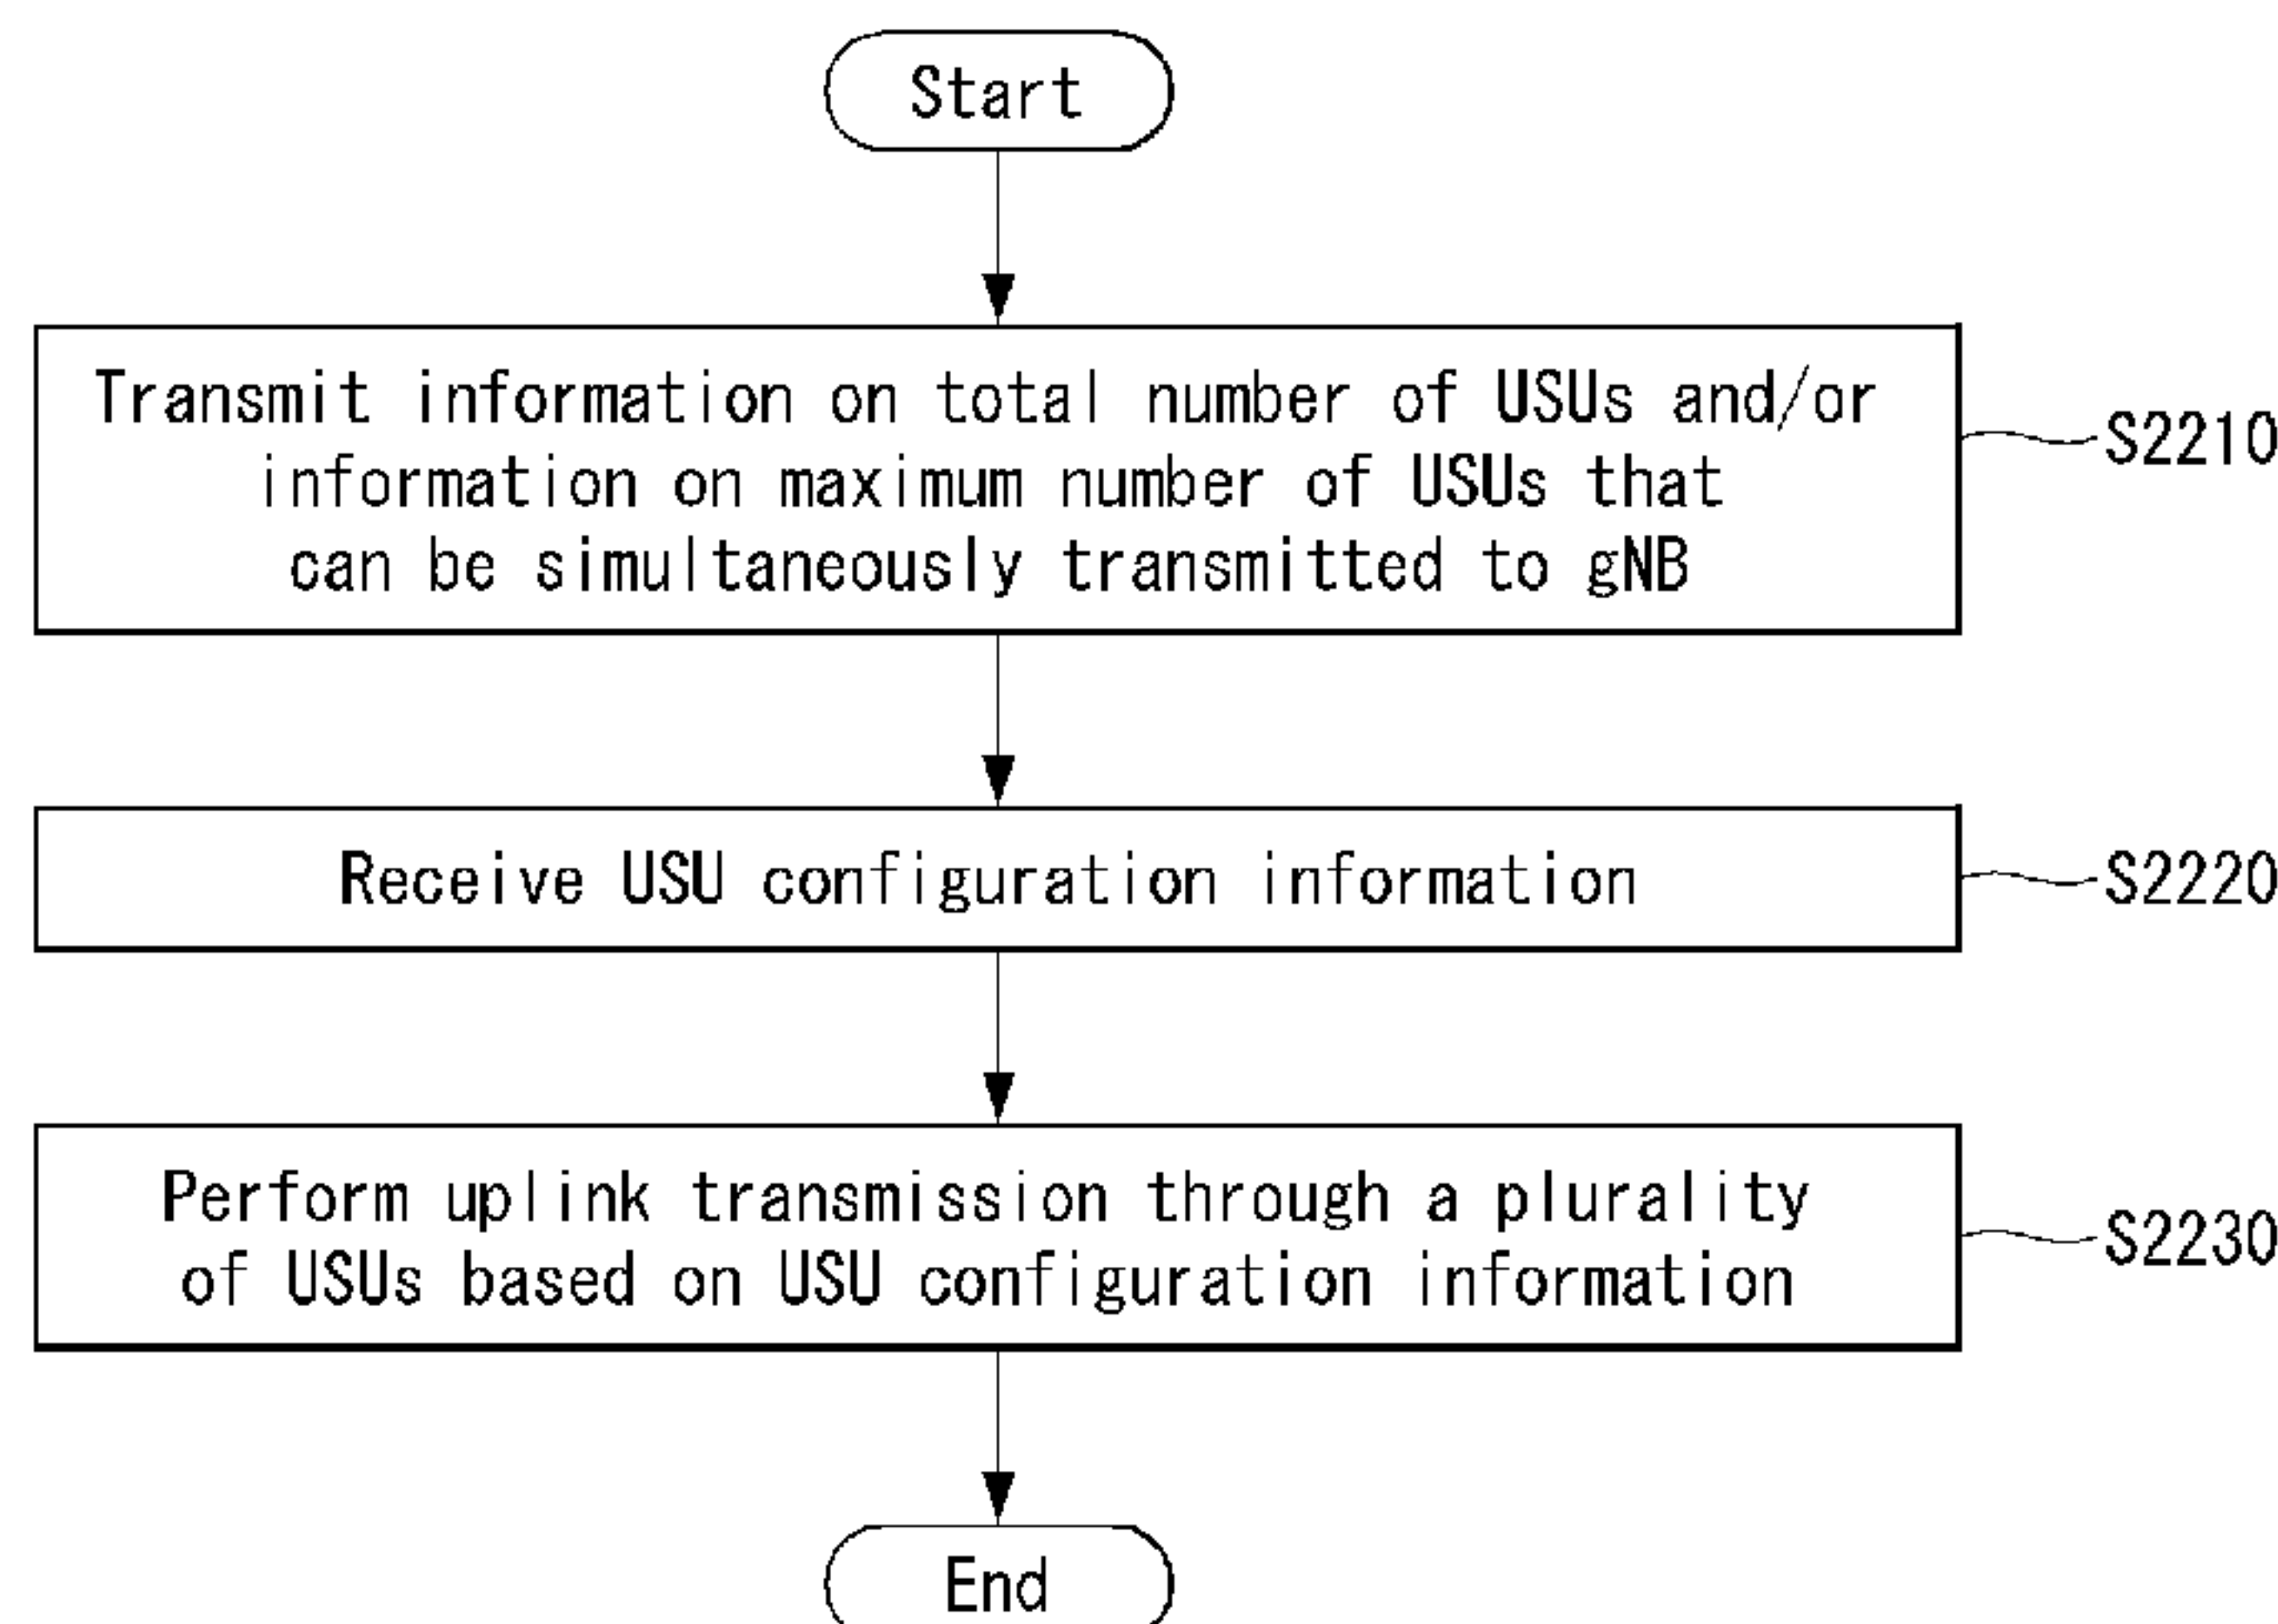 Start
Transmit information on total number of USUs and/or
information on maximum number of USUs that
can be simultaneously transmitted to gNB
S2210
Receive USU configuration information
S2220
Perform uplink transmission through a plurality
of USUs based on USU configuration information
S2230
End